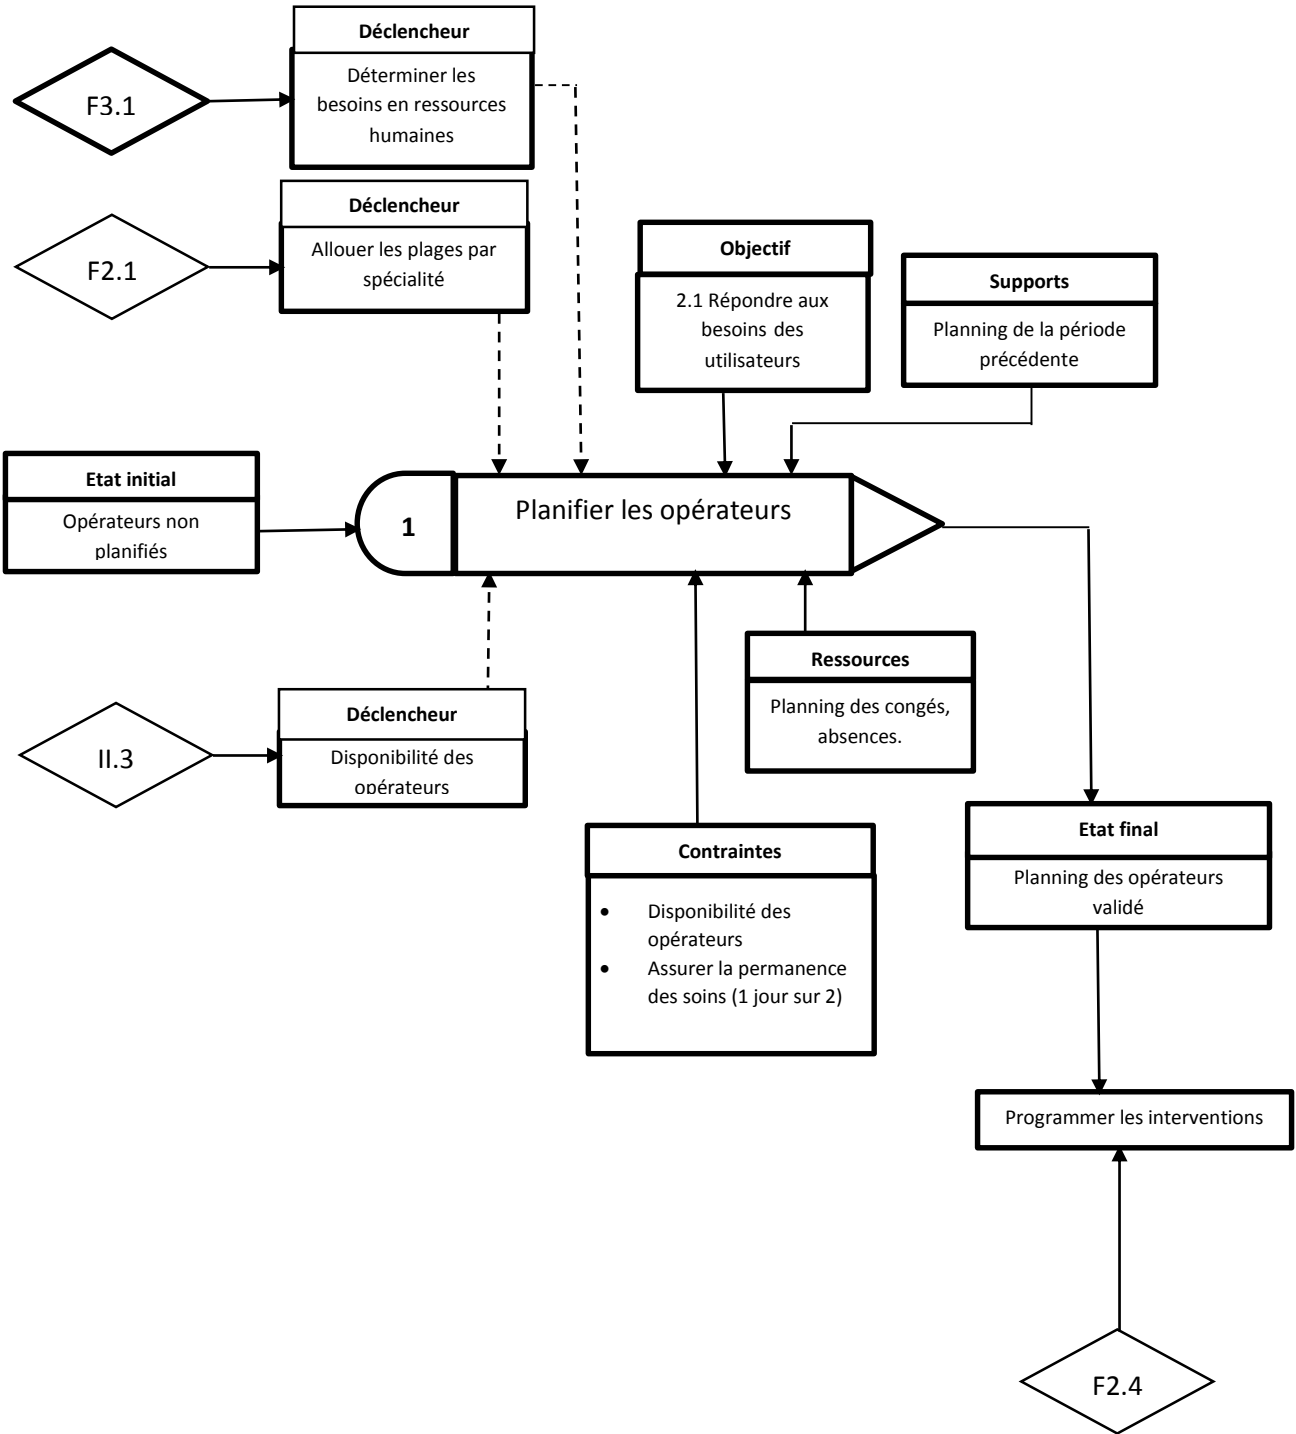 Déclencheur
F3.1
Déterminer les
besoins en ressources
humaines
Déclencheur
F2.1
Allouer les plages par
spécialité
Objectif
2.1 Répondre aux
besoins des
utilisateurs
Supports
Planning de la période
précédente
Etat initial
Opérateurs non
planifiés
1
Planifier les opérateurs
Ressources
Planning des congés,
absences.
Déclencheur
II.3
Disponibilité des
opérateurs
Contraintes
• Disponibilité des
opérateurs
• Assurer la permanence
des soins (1 jour sur 2)
Etat final
Planning des opérateurs
validé
Programmer les interventions
F2.4